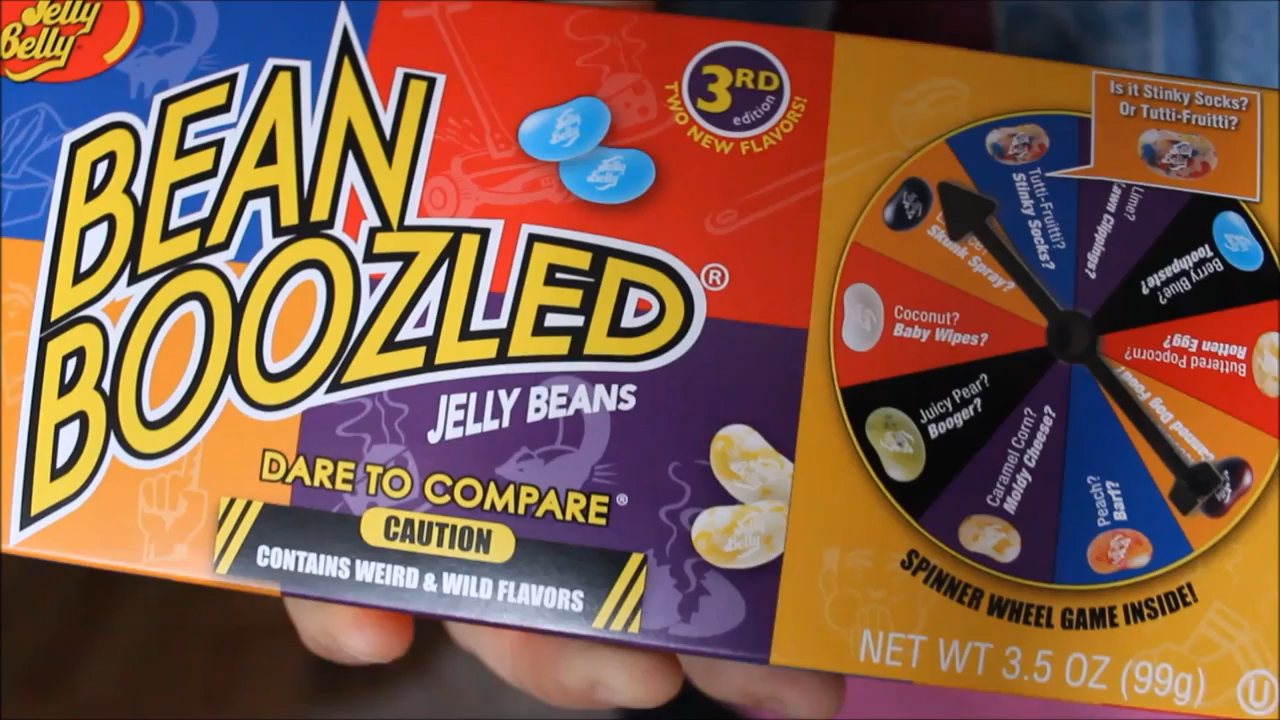 Jelly
Belly
BEAN
BOOZLED®
JELLY BEANS
DARE TO COMPARE®
CAUTION
CONTAINS WEIRD & WILD FLAVORS
3RD
edition
TWO NEW FLAVORS!
Is it Stinky Socks?
Or Tutti-Fruitti?
Tutti-Fruitti?
Stinky Socks?
Lime?
Lawn Clippings?
Berry Blue?
Toothpaste?
Buttered Popcorn?
Rotten Egg?
Dog Food?
Peach?
Barf?
Caramel Corn?
Moldy Cheese?
Juicy Pear?
Booger?
Coconut?
Baby Wipes?
Skunk Spray?
SPINNER WHEEL GAME INSIDE!
NET WT 3.5 OZ (99g)
U